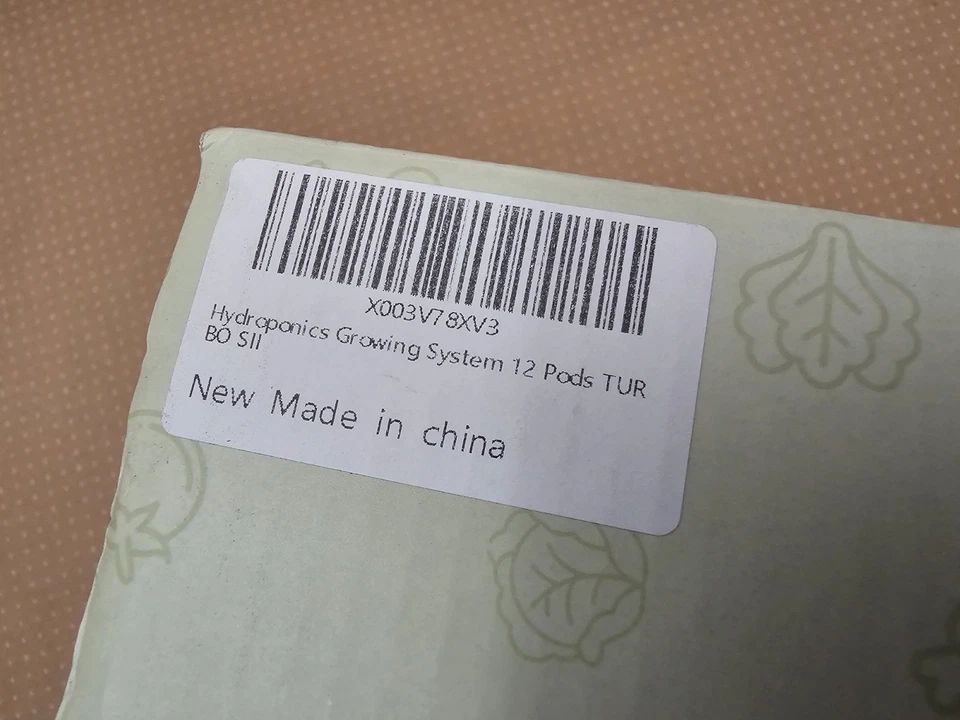 X003V78XV3
Hydroponics Growing System 12 Pods TUR
BO SII
New Made in china